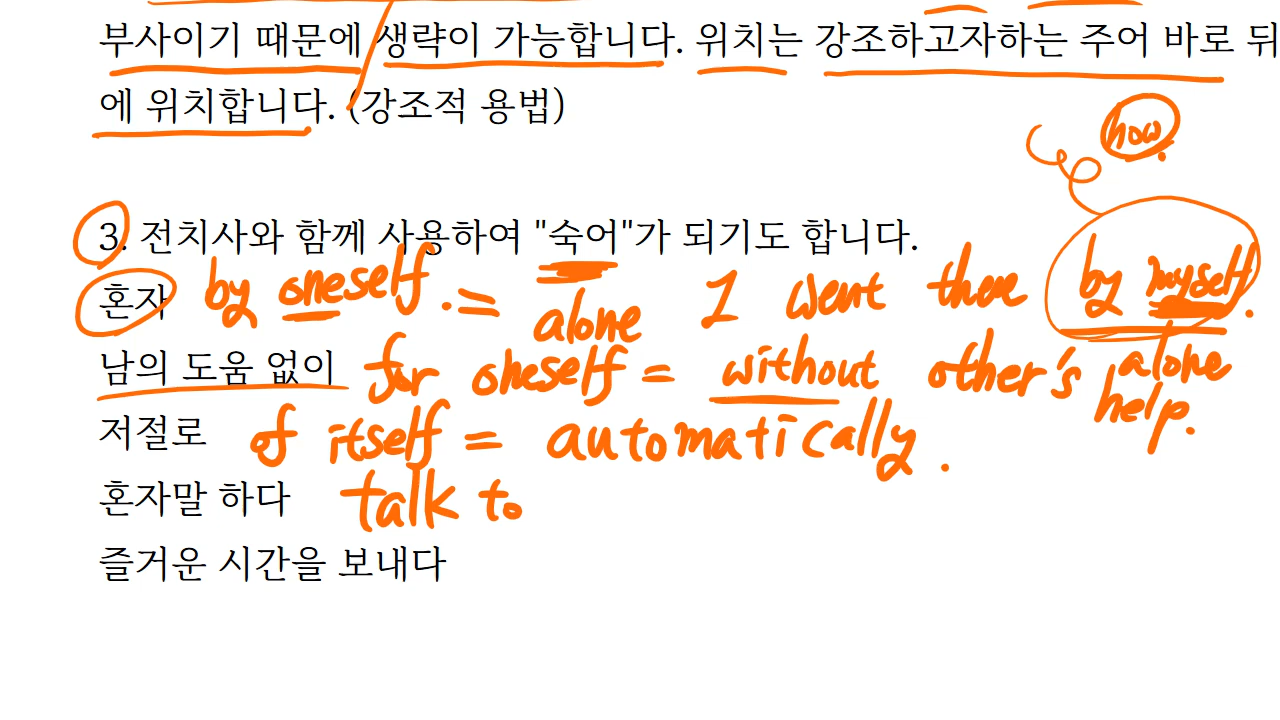 부사이기 때문에 생략이 가능합니다. 위치는 강조하고자하는 주어 바로 뒤
에 위치합니다. (강조적 용법)
how.
3. 전치사와 함께 사용하여 "숙어"가 되기도 합니다.
혼자 by oneself. = alone I went there by myself.
alone
남의 도움 없이 for oneself = without other's help.
저절로 of itself = automatically.
혼자말 하다 talk to
즐거운 시간을 보내다